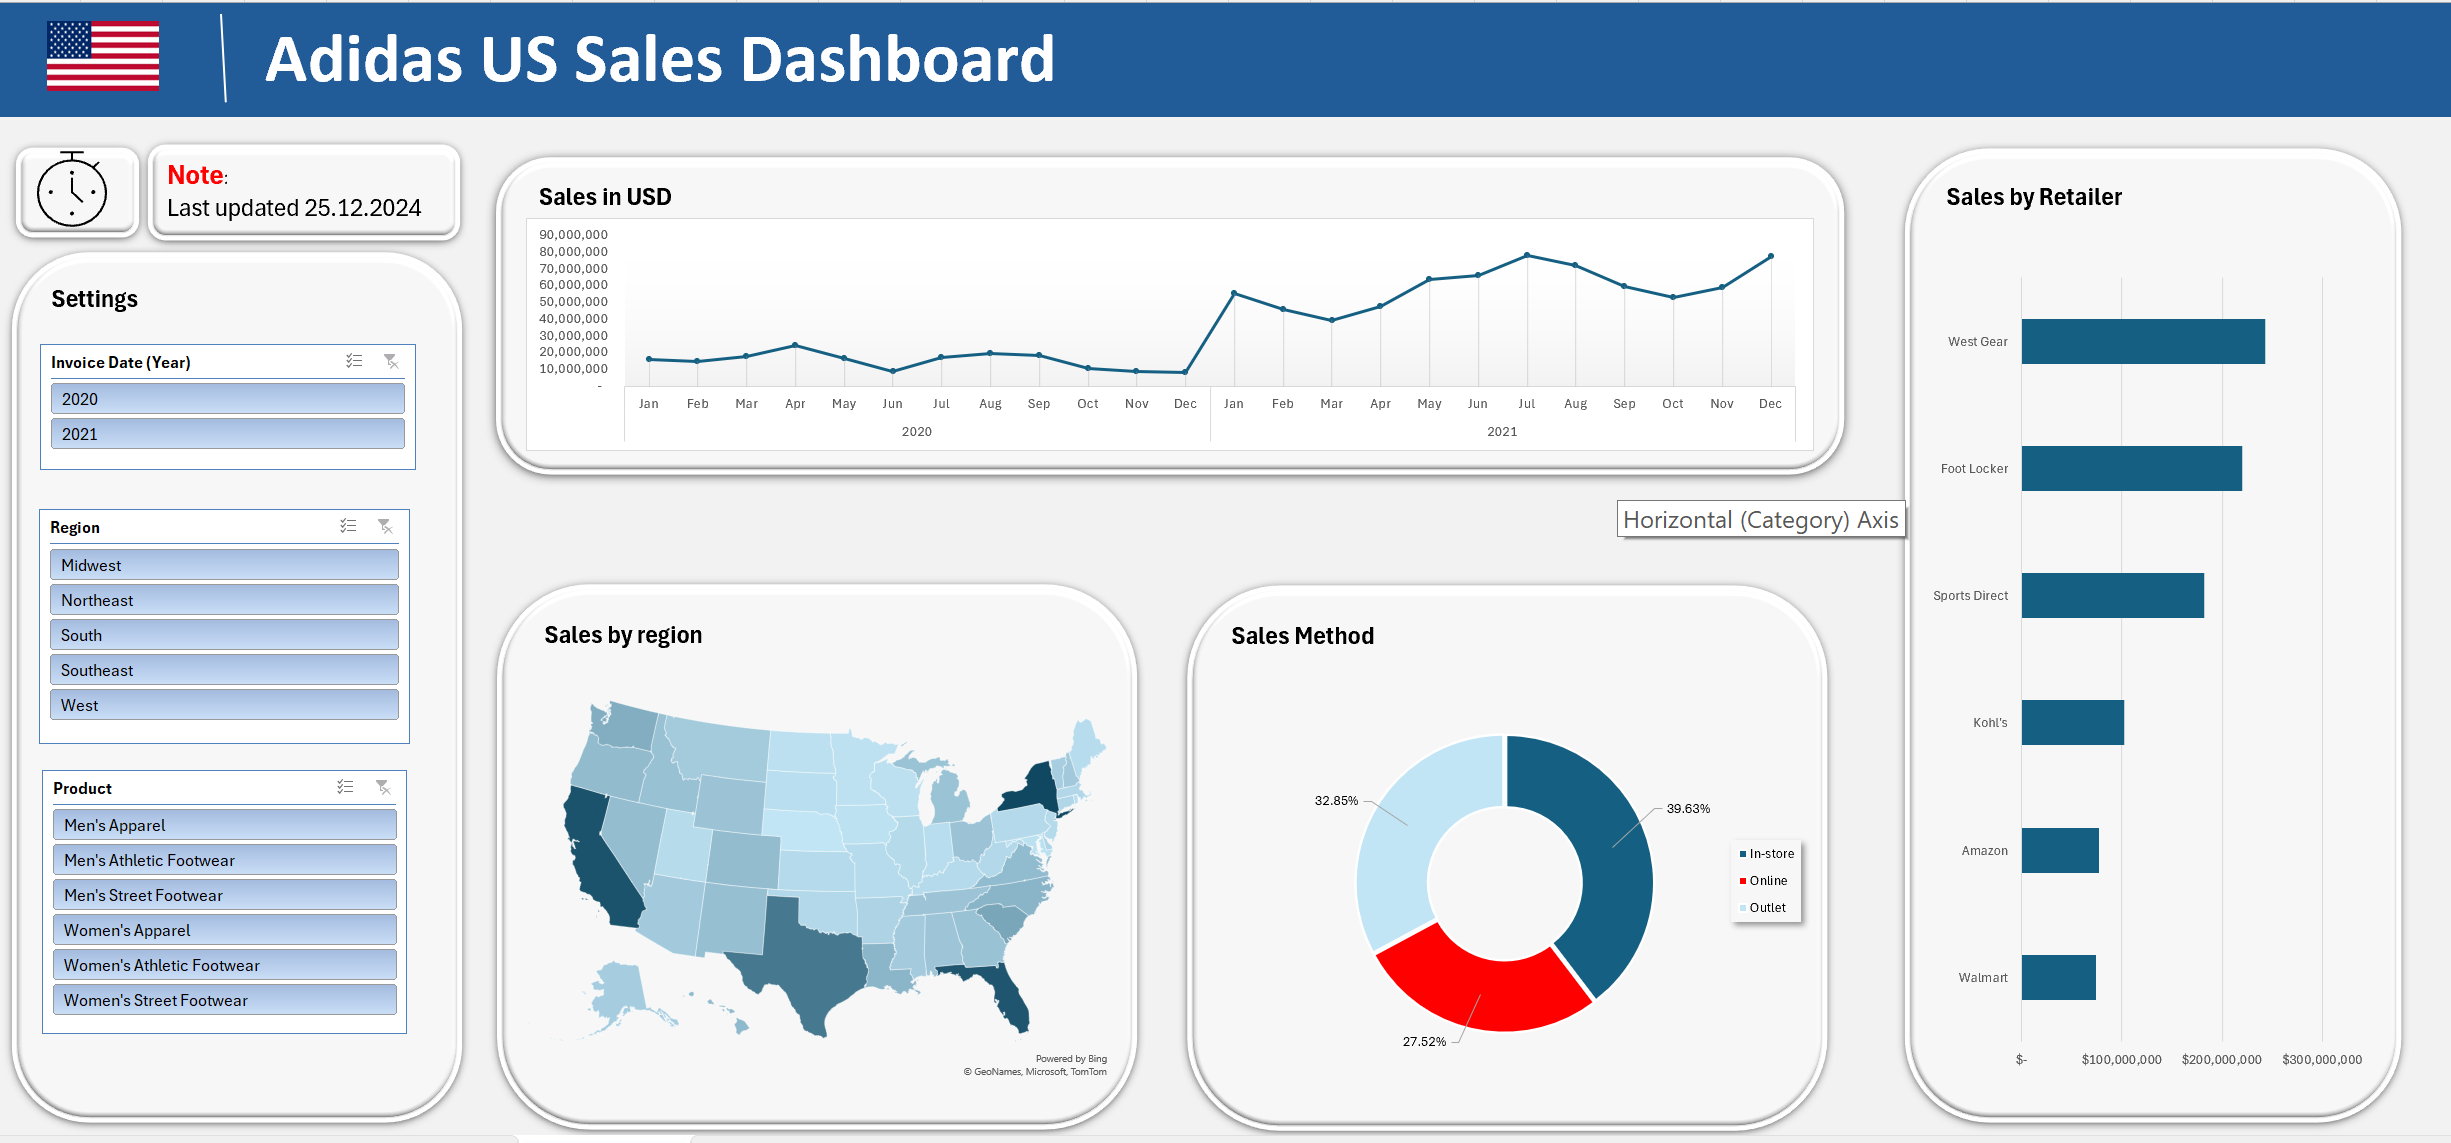 Adidas US Sales Dashboard
Note:
Last updated 25.12.2024
Settings
Invoice Date (Year)
2020
2021
Region
Midwest
Northeast
South
Southeast
West
Product
Men's Apparel
Men's Athletic Footwear
Men's Street Footwear
Women's Apparel
Women's Athletic Footwear
Women's Street Footwear
Sales in USD
90,000,000
80,000,000
70,000,000
60,000,000
50,000,000
40,000,000
30,000,000
20,000,000
10,000,000
-
Jan Feb Mar Apr May Jun Jul Aug Sep Oct Nov Dec Jan Feb Mar Apr May Jun Jul Aug Sep Oct Nov Dec
2020 2021
Horizontal (Category) Axis
Sales by region
Powered by Bing
© GeoNames, Microsoft, TomTom
Sales Method
32.85%
39.63%
27.52%
In-store
Online
Outlet
Sales by Retailer
West Gear
Foot Locker
Sports Direct
Kohl's
Amazon
Walmart
$- $100,000,000 $200,000,000 $300,000,000